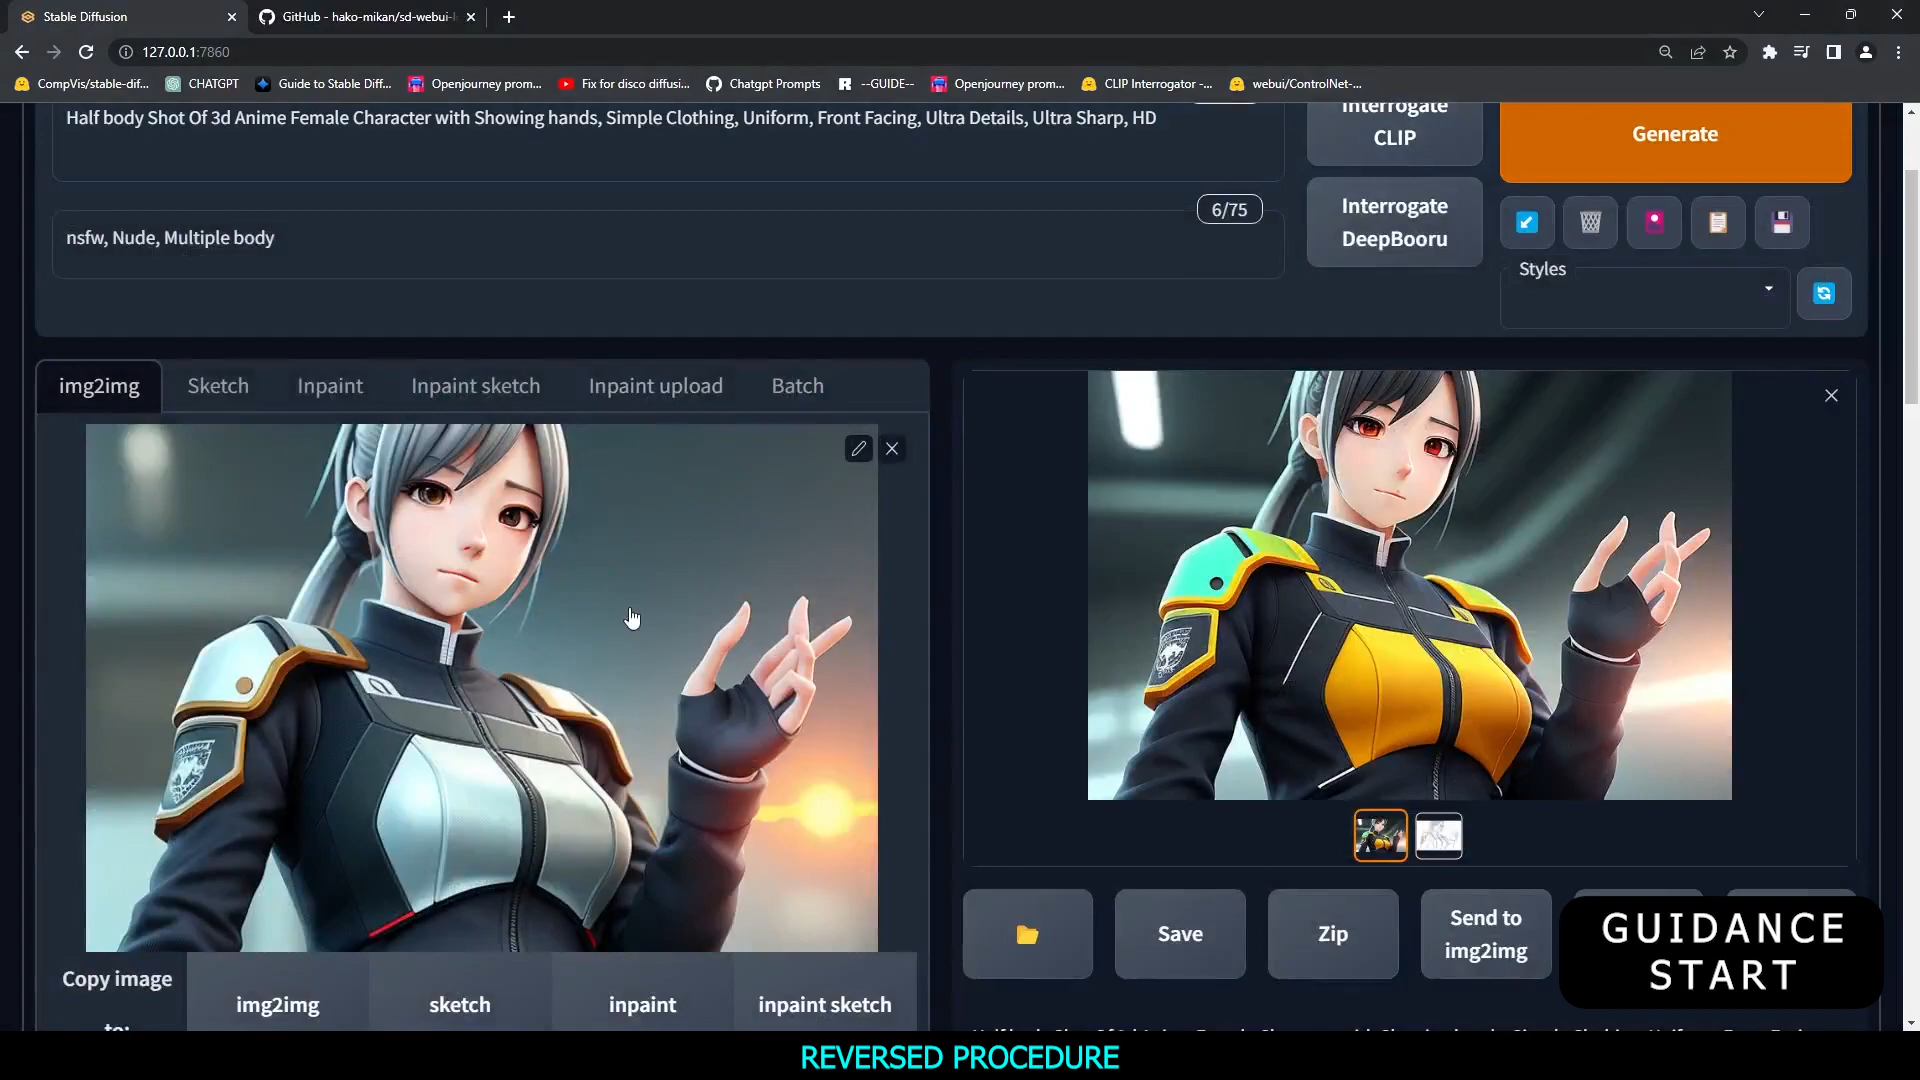 Stable Diffusion
GitHub - hako-mikan/sd-webui-l
127.0.0.1:7860
CompVis/stable-dif...
CHATGPT
Guide to Stable Diff...
Openjourney prom...
Fix for disco diffusi...
Chatgpt Prompts
--GUIDE--
Openjourney prom...
CLIP Interrogator -...
webui/ControlNet-...
Half body Shot Of 3d Anime Female Character with Showing hands, Simple Clothing, Uniform, Front Facing, Ultra Details, Ultra Sharp, HD
Interrogate
CLIP
Generate
6/75
nsfw, Nude, Multiple body
Interrogate
DeepBooru
Styles
img2img
Sketch
Inpaint
Inpaint sketch
Inpaint upload
Batch
Save
Zip
Send to
img2img
GUIDANCE
START
Copy image
to:
img2img
sketch
inpaint
inpaint sketch
REVERSED PROCEDURE